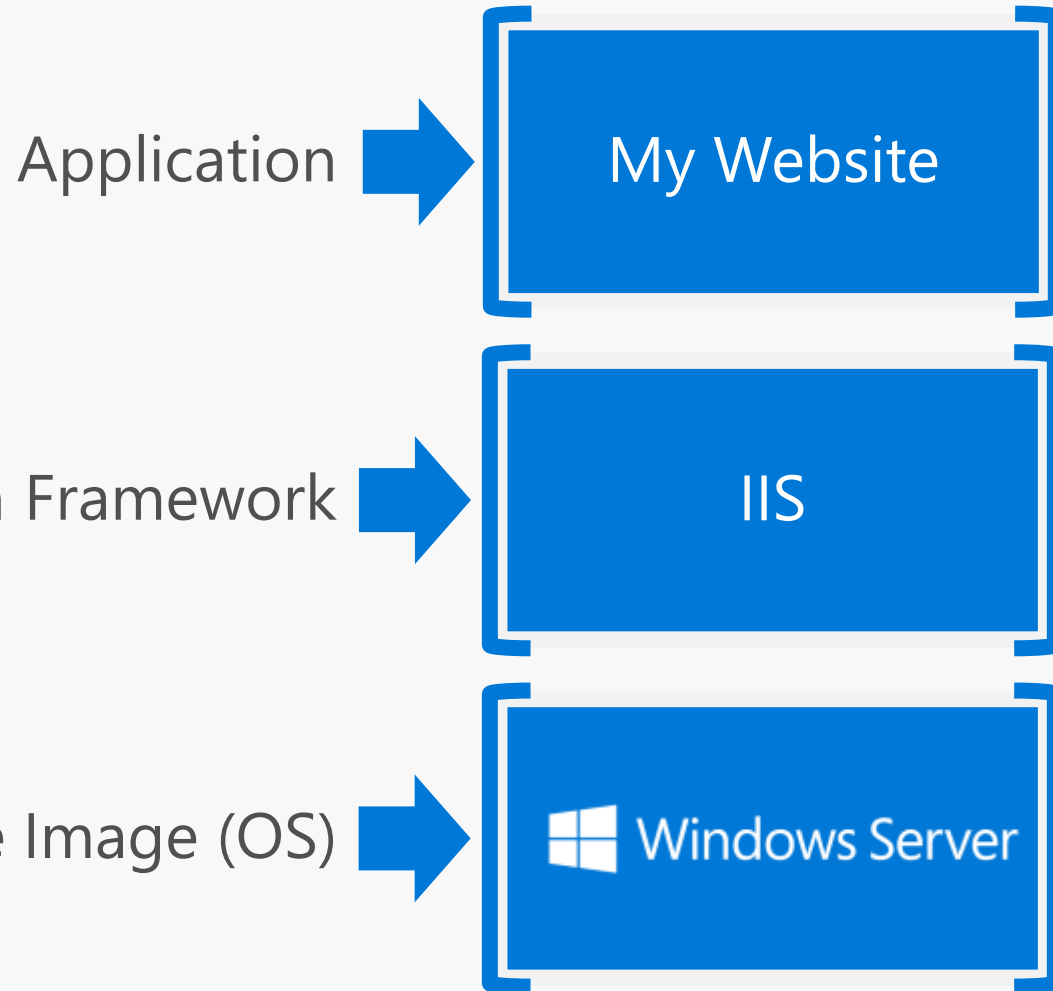 Application
My Website
Framework
IIS
Image (OS)
Windows Server